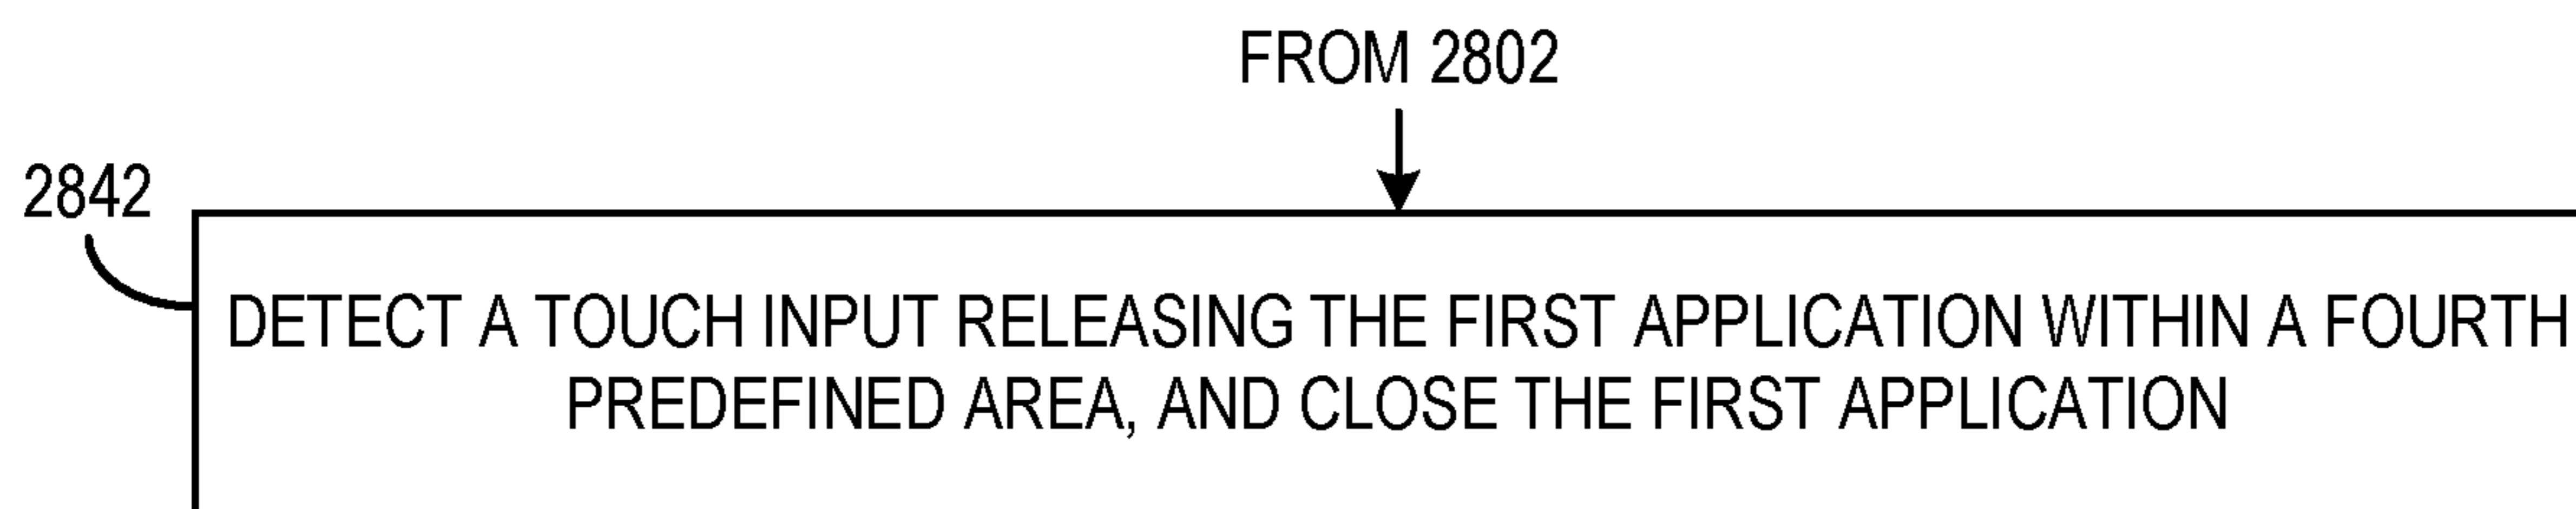 FROM 2802
2842
DETECT A TOUCH INPUT RELEASING THE FIRST APPLICATION WITHIN A FOURTH
PREDEFINED AREA, AND CLOSE THE FIRST APPLICATION